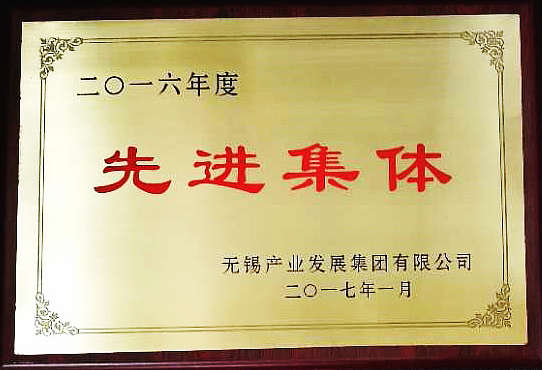 二〇一六年度
先进集体
无锡产业发展集团有限公司
二〇一七年一月